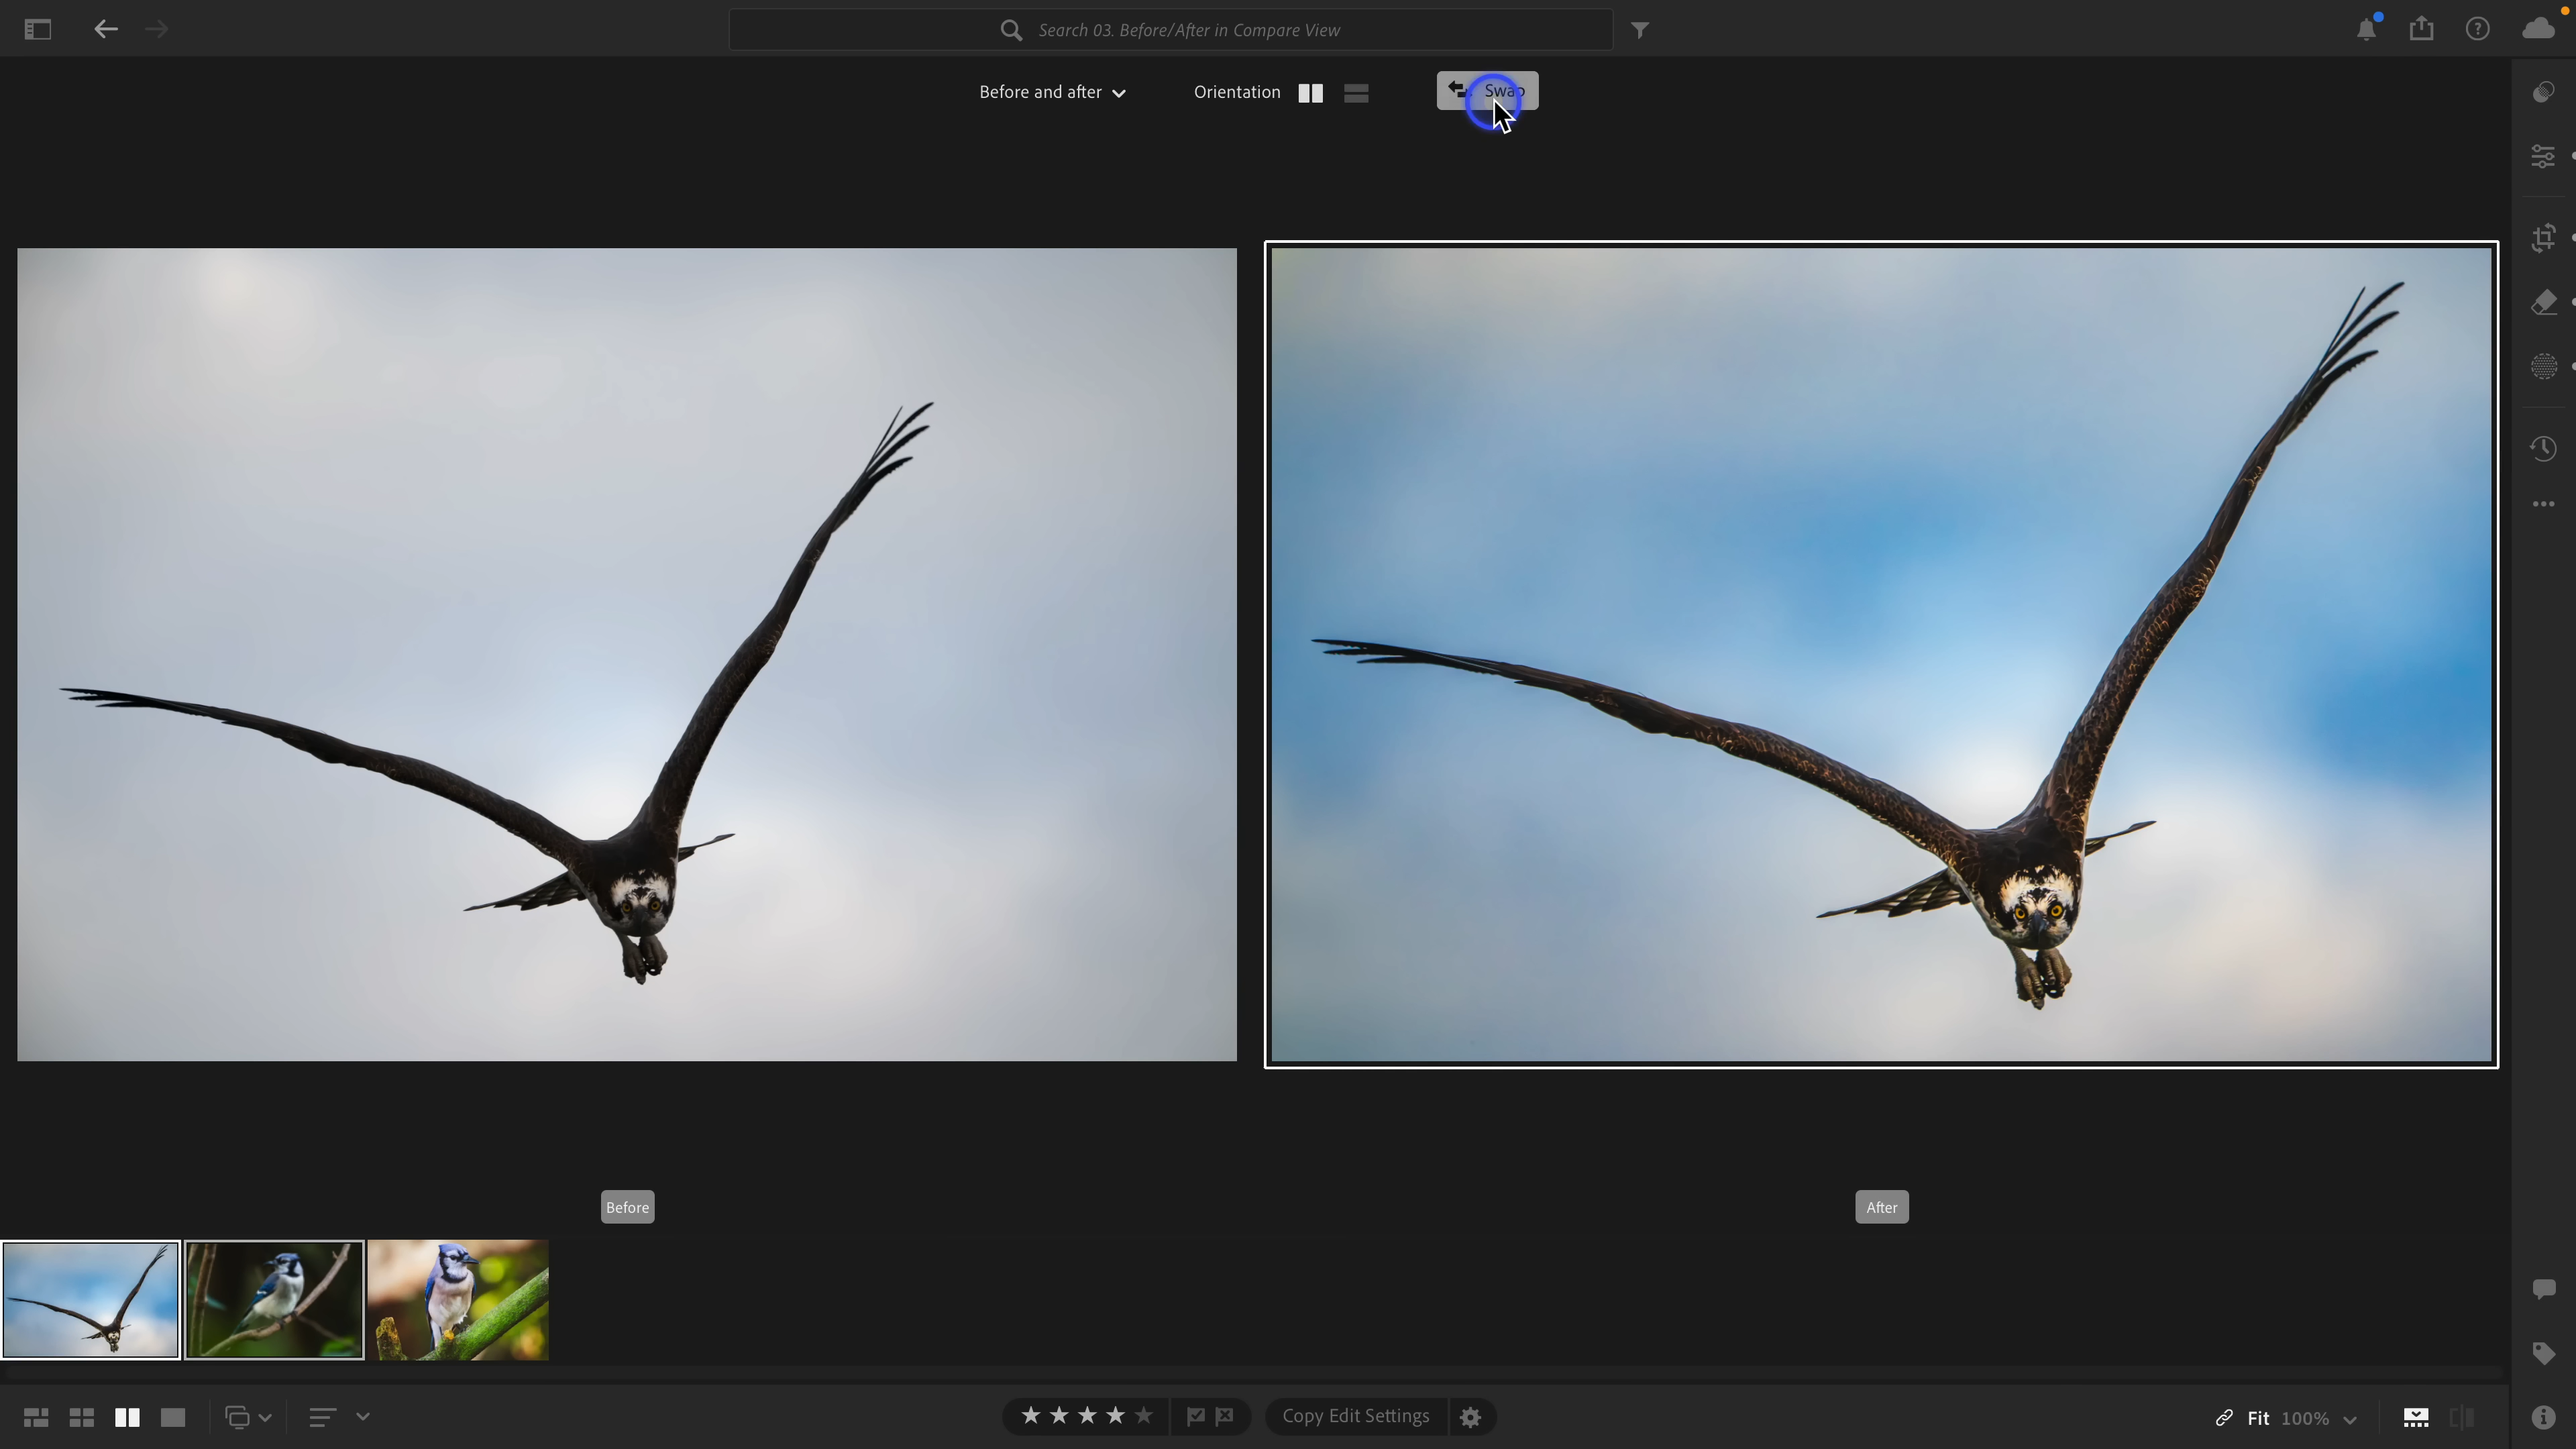 Search 03. Before/After in Compare View
Before and after
Orientation
Swap
Before
After
Copy Edit Settings
Fit
100%